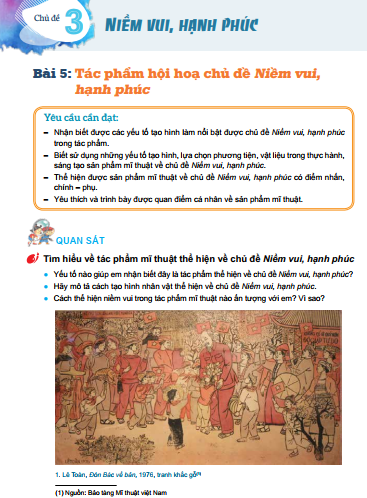 Chủ đề
3
NIỀM VUI, HẠNH PHÚC
Bài 5: Tác phẩm hội hoạ chủ đề Niềm vui,
hạnh phúc
Yêu cầu cần đạt:
– Nhận biết được các yếu tố tạo hình làm nổi bật được chủ đề Niềm vui, hạnh phúc
trong tác phẩm.
– Biết sử dụng những yếu tố tạo hình, lựa chọn phương tiện, vật liệu trong thực hành,
sáng tạo sản phẩm mĩ thuật về chủ đề Niềm vui, hạnh phúc.
– Thể hiện được sản phẩm mĩ thuật về chủ đề Niềm vui, hạnh phúc có điểm nhấn,
chính – phụ.
– Yêu thích và trình bày được quan điểm cá nhân về sản phẩm mĩ thuật.
QUAN SÁT
Tìm hiểu về tác phẩm mĩ thuật thể hiện về chủ đề Niềm vui, hạnh phúc
• Yếu tố nào giúp em nhận biết đây là tác phẩm thể hiện về chủ đề Niềm vui, hạnh phúc?
• Hãy mô tả cách tạo hình nhân vật thể hiện về chủ đề Niềm vui, hạnh phúc.
• Cách thể hiện niềm vui trong tác phẩm mĩ thuật nào ấn tượng với em? Vì sao?
1. Lê Toàn, Đón Bác về bản, 1976, tranh khắc gỗ(1)
(1) Nguồn: Bảo tàng Mĩ thuật việt Nam